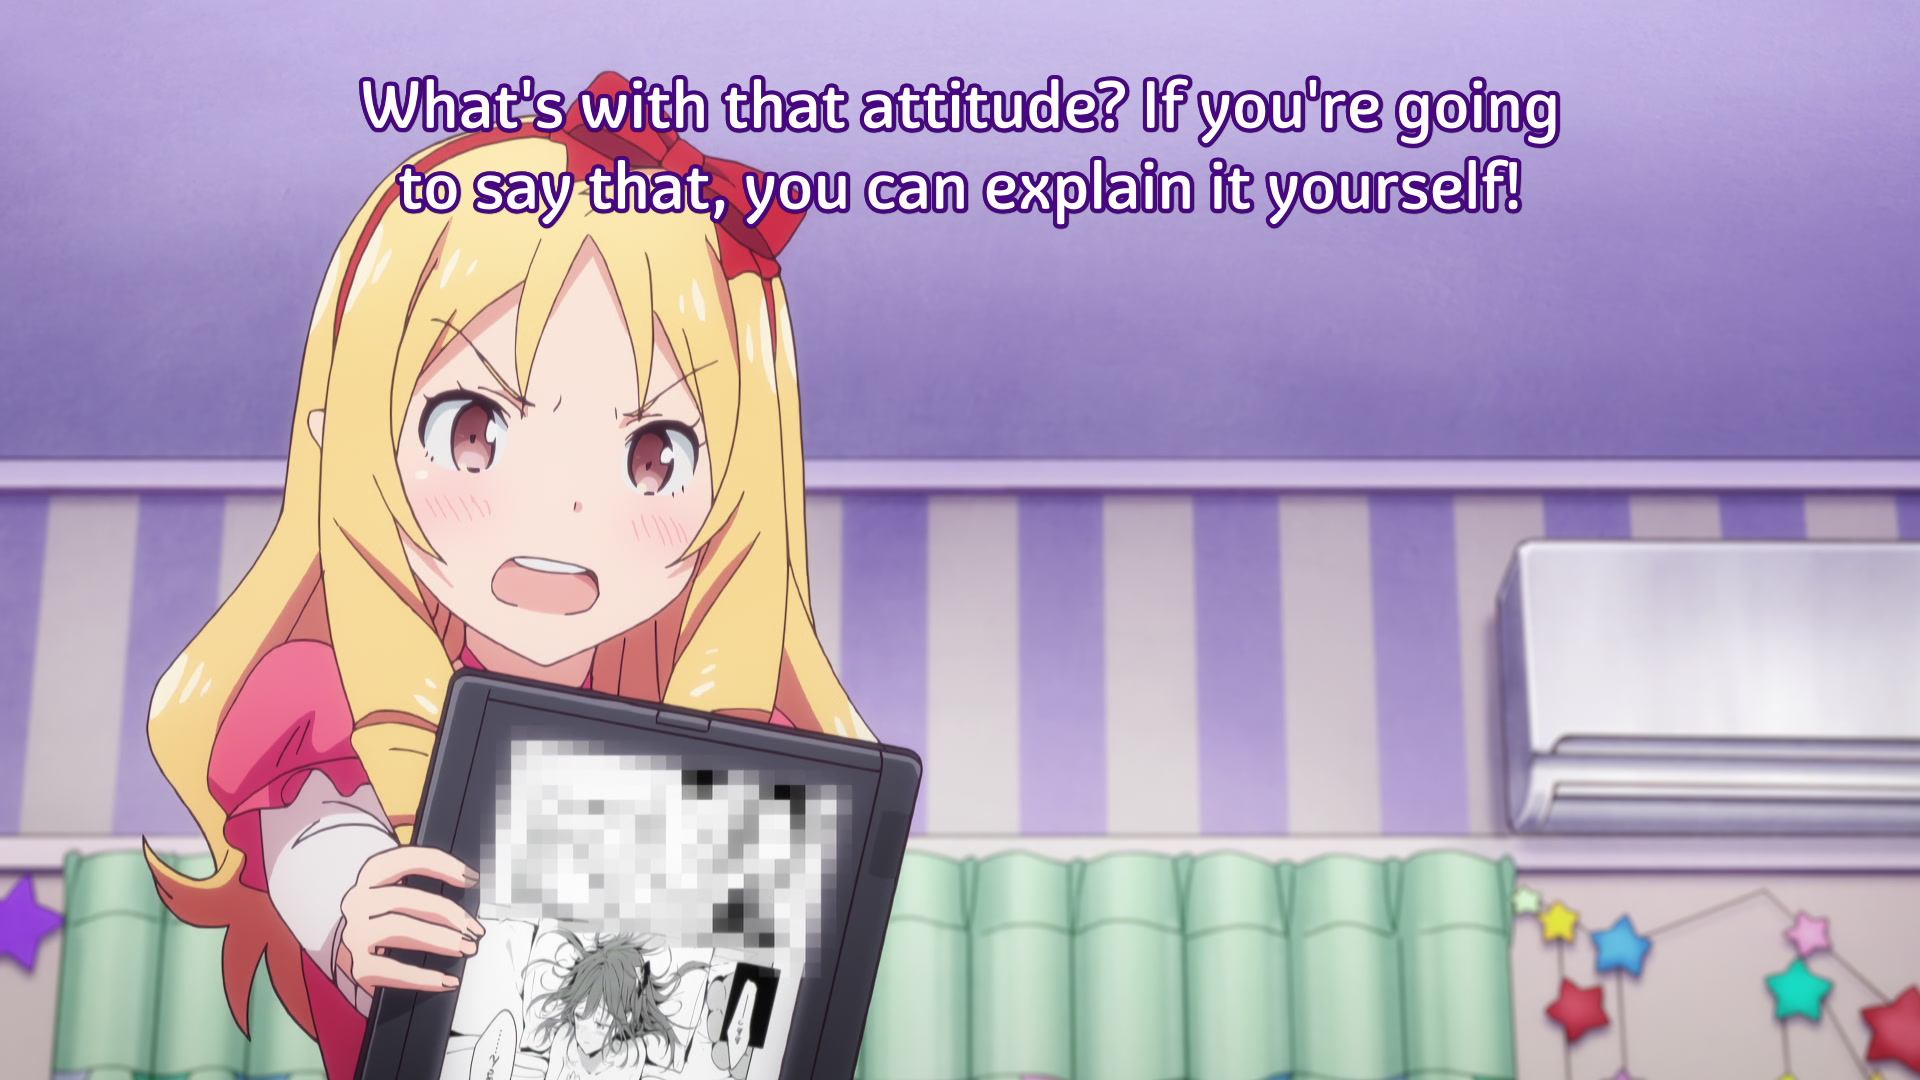 What's with that attitude? If you're going
to say that, you can explain it yourself!